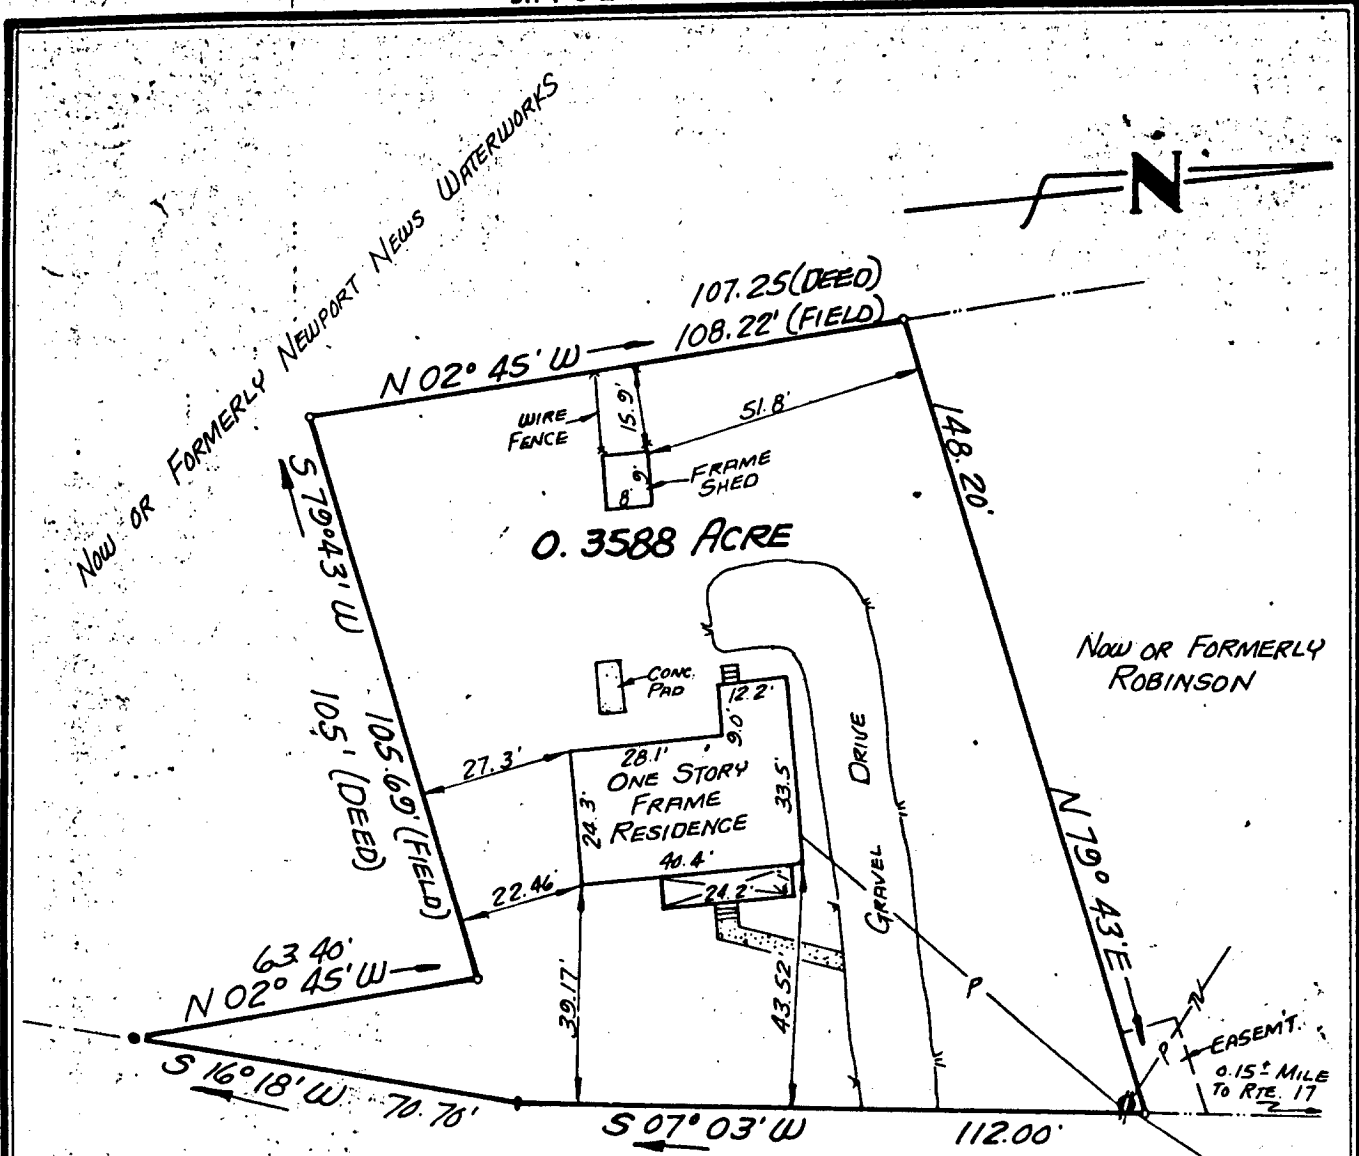 NOW OR FORMERLY NEWPORT NEWS WATERWORKS
N
107.25 (DEED)
108.22' (FIELD)
N 02° 45' W
WIRE
FENCE
15.9'
51.8'
FRAME
SHED
8'
9'
148.20'
S 79° 43' W
0.3588 ACRE
NOW OR FORMERLY
ROBINSON
CONC.
PAD
12.2'
9.0'
28.1'
27.3'
ONE STORY
FRAME
RESIDENCE
24.3'
33.5'
40.4'
24.2'
GRAVEL DRIVE
105.69' (FIELD)
105' (DEED)
22.46'
N 79° 43' E
63.40'
N 02° 45' W
39.17'
43.52'
P
P
N
EASEM'T.
0.15± MILE
TO RTE. 17
S 16° 18' W 70.70'
S 07° 03' W 112.00'